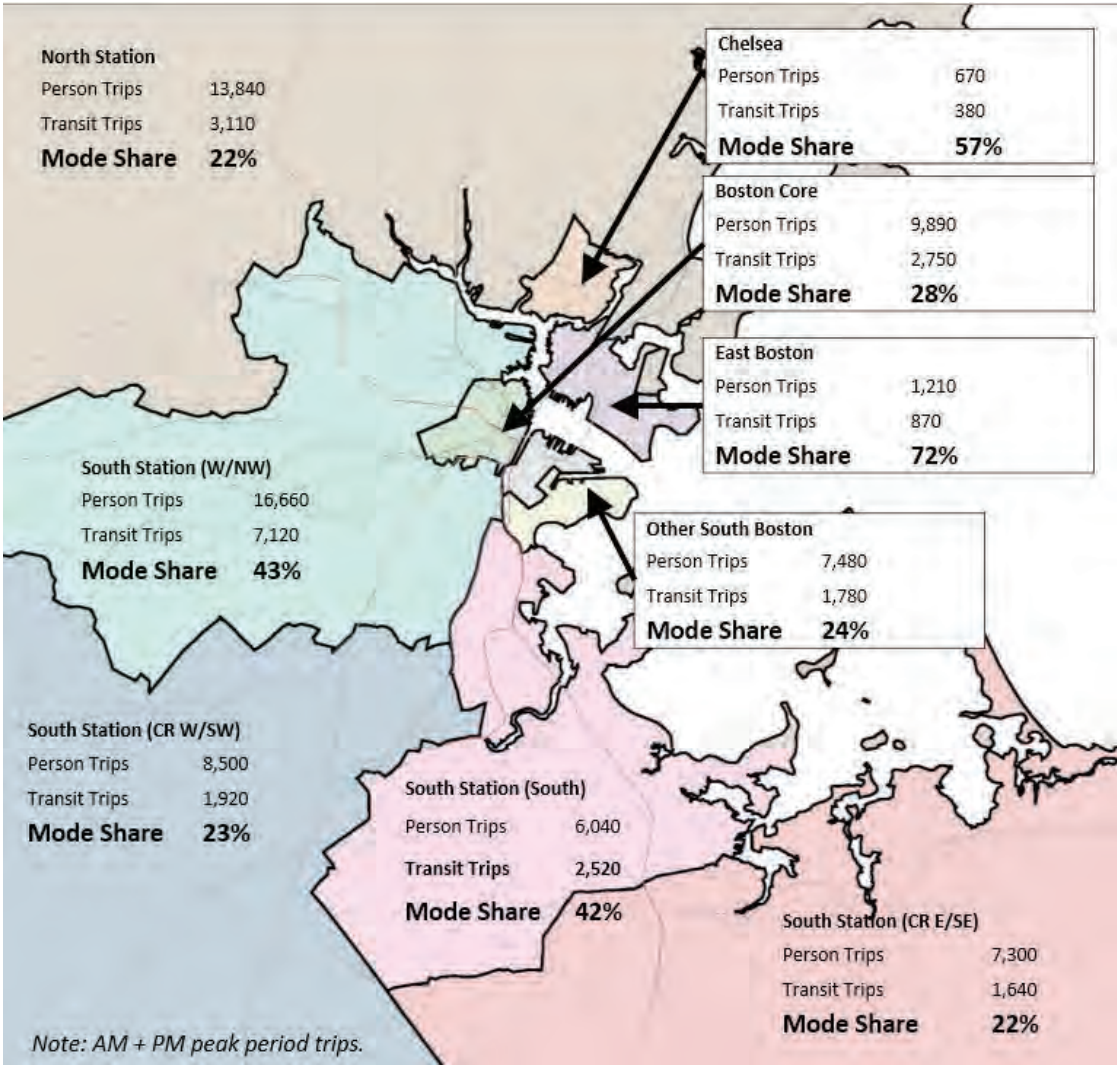 North Station
Person Trips 13,840
Transit Trips 3,110
Mode Share 22%
Chelsea
Person Trips 670
Transit Trips 380
Mode Share 57%
Boston Core
Person Trips 9,890
Transit Trips 2,750
Mode Share 28%
East Boston
Person Trips 1,210
Transit Trips 870
Mode Share 72%
South Station (W/NW)
Person Trips 16,660
Transit Trips 7,120
Mode Share 43%
Other South Boston
Person Trips 7,480
Transit Trips 1,780
Mode Share 24%
South Station (CR W/SW)
Person Trips 8,500
Transit Trips 1,920
Mode Share 23%
South Station (South)
Person Trips 6,040
Transit Trips 2,520
Mode Share 42%
South Station (CR E/SE)
Person Trips 7,300
Transit Trips 1,640
Mode Share 22%
Note: AM + PM peak period trips.